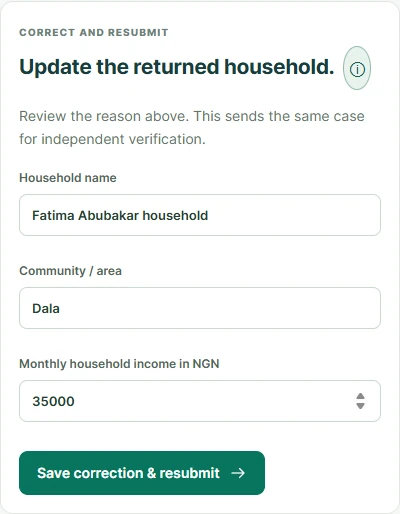 CORRECT AND RESUBMIT
Update the returned household.
Review the reason above. This sends the same case
for independent verification.
Household name
Fatima Abubakar household
Community / area
Dala
Monthly household income in NGN
35000
Save correction & resubmit →